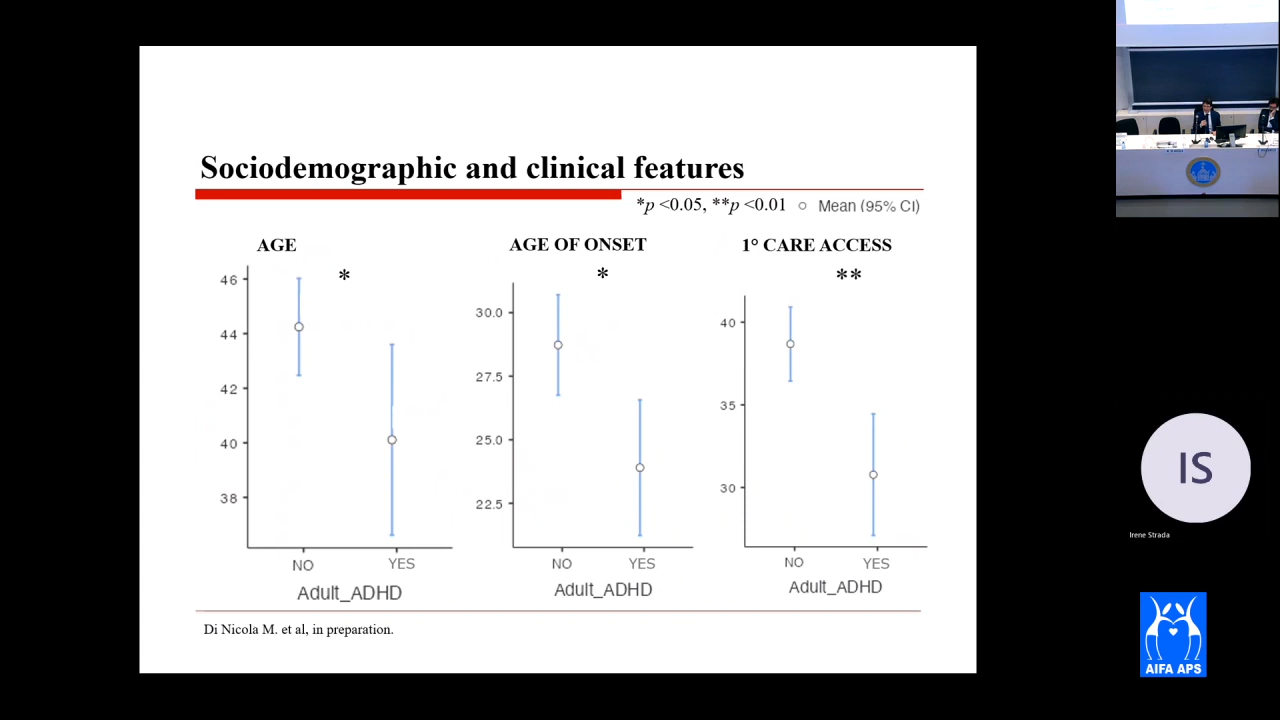 Sociodemographic and clinical features
*p <0.05, **p <0.01 Mean (95% CI)
AGE
*
46
44
42
40
38
NO YES
Adult_ADHD
AGE OF ONSET
*
30.0
27.5
25.0
22.5
NO YES
Adult_ADHD
1° CARE ACCESS
**
40
35
30
NO YES
Adult_ADHD
Di Nicola M. et al, in preparation.
IS
Irene Strada
AIFA APS